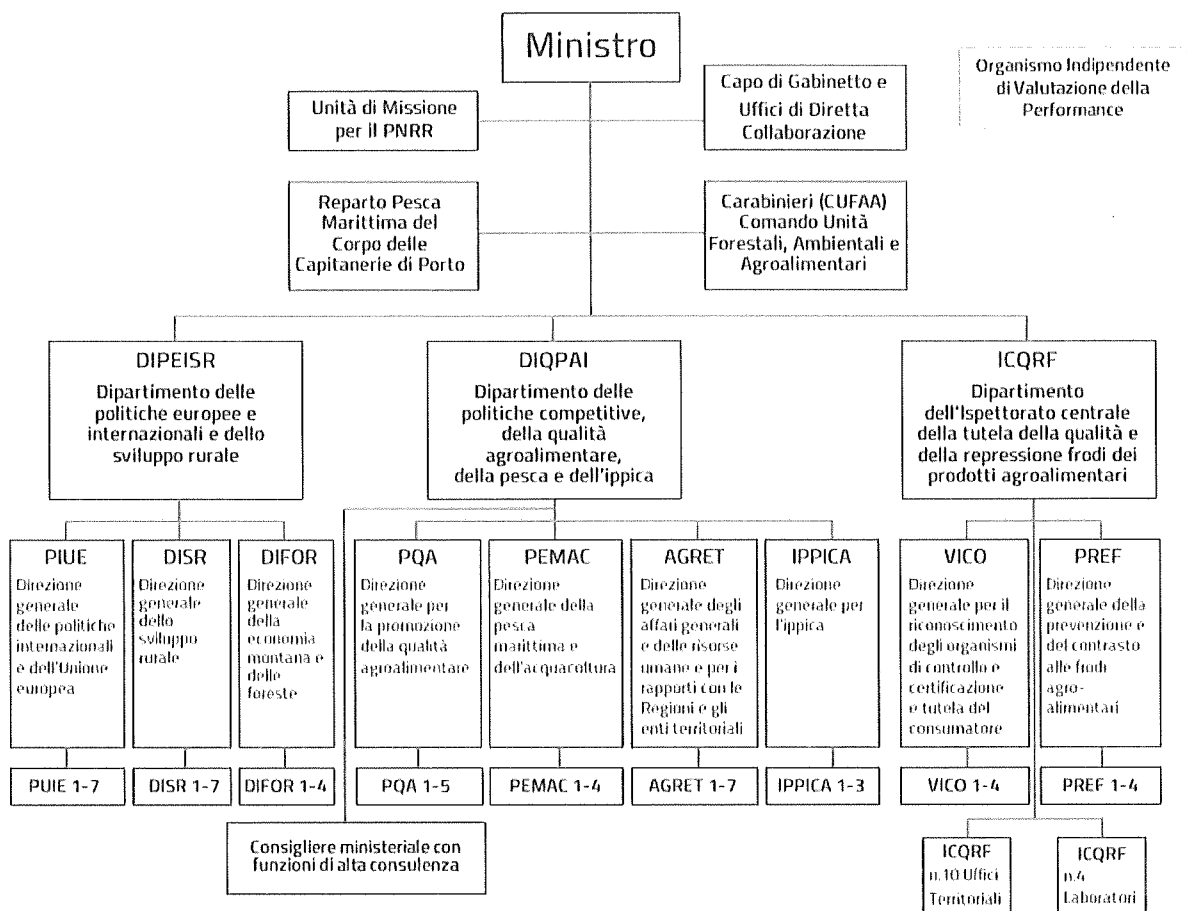 Ministro
Organismo Indipendente
di Valutazione della
Performance
Unità di Missione
per il PNRR
Capo di Gabinetto e
Uffici di Diretta
Collaborazione
Reparto Pesca
Marittima del
Corpo delle
Capitanerie di Porto
Carabinieri (CUFAA)
Comando Unità
Forestali, Ambientali e
Agroalimentari
DIPEISR
Dipartimento delle
politiche europee e
internazionali e dello
sviluppo rurale
DIQPAI
Dipartimento delle
politiche competitive,
della qualità
agroalimentare,
della pesca e dell'ippica
ICQRF
Dipartimento
dell'Ispettorato centrale
della tutela della qualità e
della repressione frodi dei
prodotti agroalimentari
PIUE
Direzione
generale
delle politiche
internazionali
e dell'Unione
europea
DISR
Direzione
generale
dello
sviluppo
rurale
DIFOR
Direzione
generale
della
economia
montana e
delle
foreste
PQA
Direzione
generale per
la promozione
della qualità
agroalimentare
PEMAC
Direzione
generale della
pesca
marittima e
dell'acquacoltura
AGRET
Direzione
generale degli
affari generali
e delle risorse
umane e per i
rapporti con le
Regioni e gli
enti territoriali
IPPICA
Direzione
generale per
l'ippica
VICO
Direzione
generale per il
riconoscimento
degli organismi
di controllo e
certificazione
e tutela del
consumatore
PREF
Direzione
generale della
prevenzione e
del contrasto
alle frodi
agro-
alimentari
PUIE 1-7
DISR 1-7
DIFOR 1-4
PQA 1-5
PEMAC 1-4
AGRET 1-7
IPPICA 1-3
VICO 1-4
PREF 1-4
Consigliere ministeriale con
funzioni di alta consulenza
ICQRF
n.10 Uffici
Territoriali
ICQRF
n.4
Laboratori